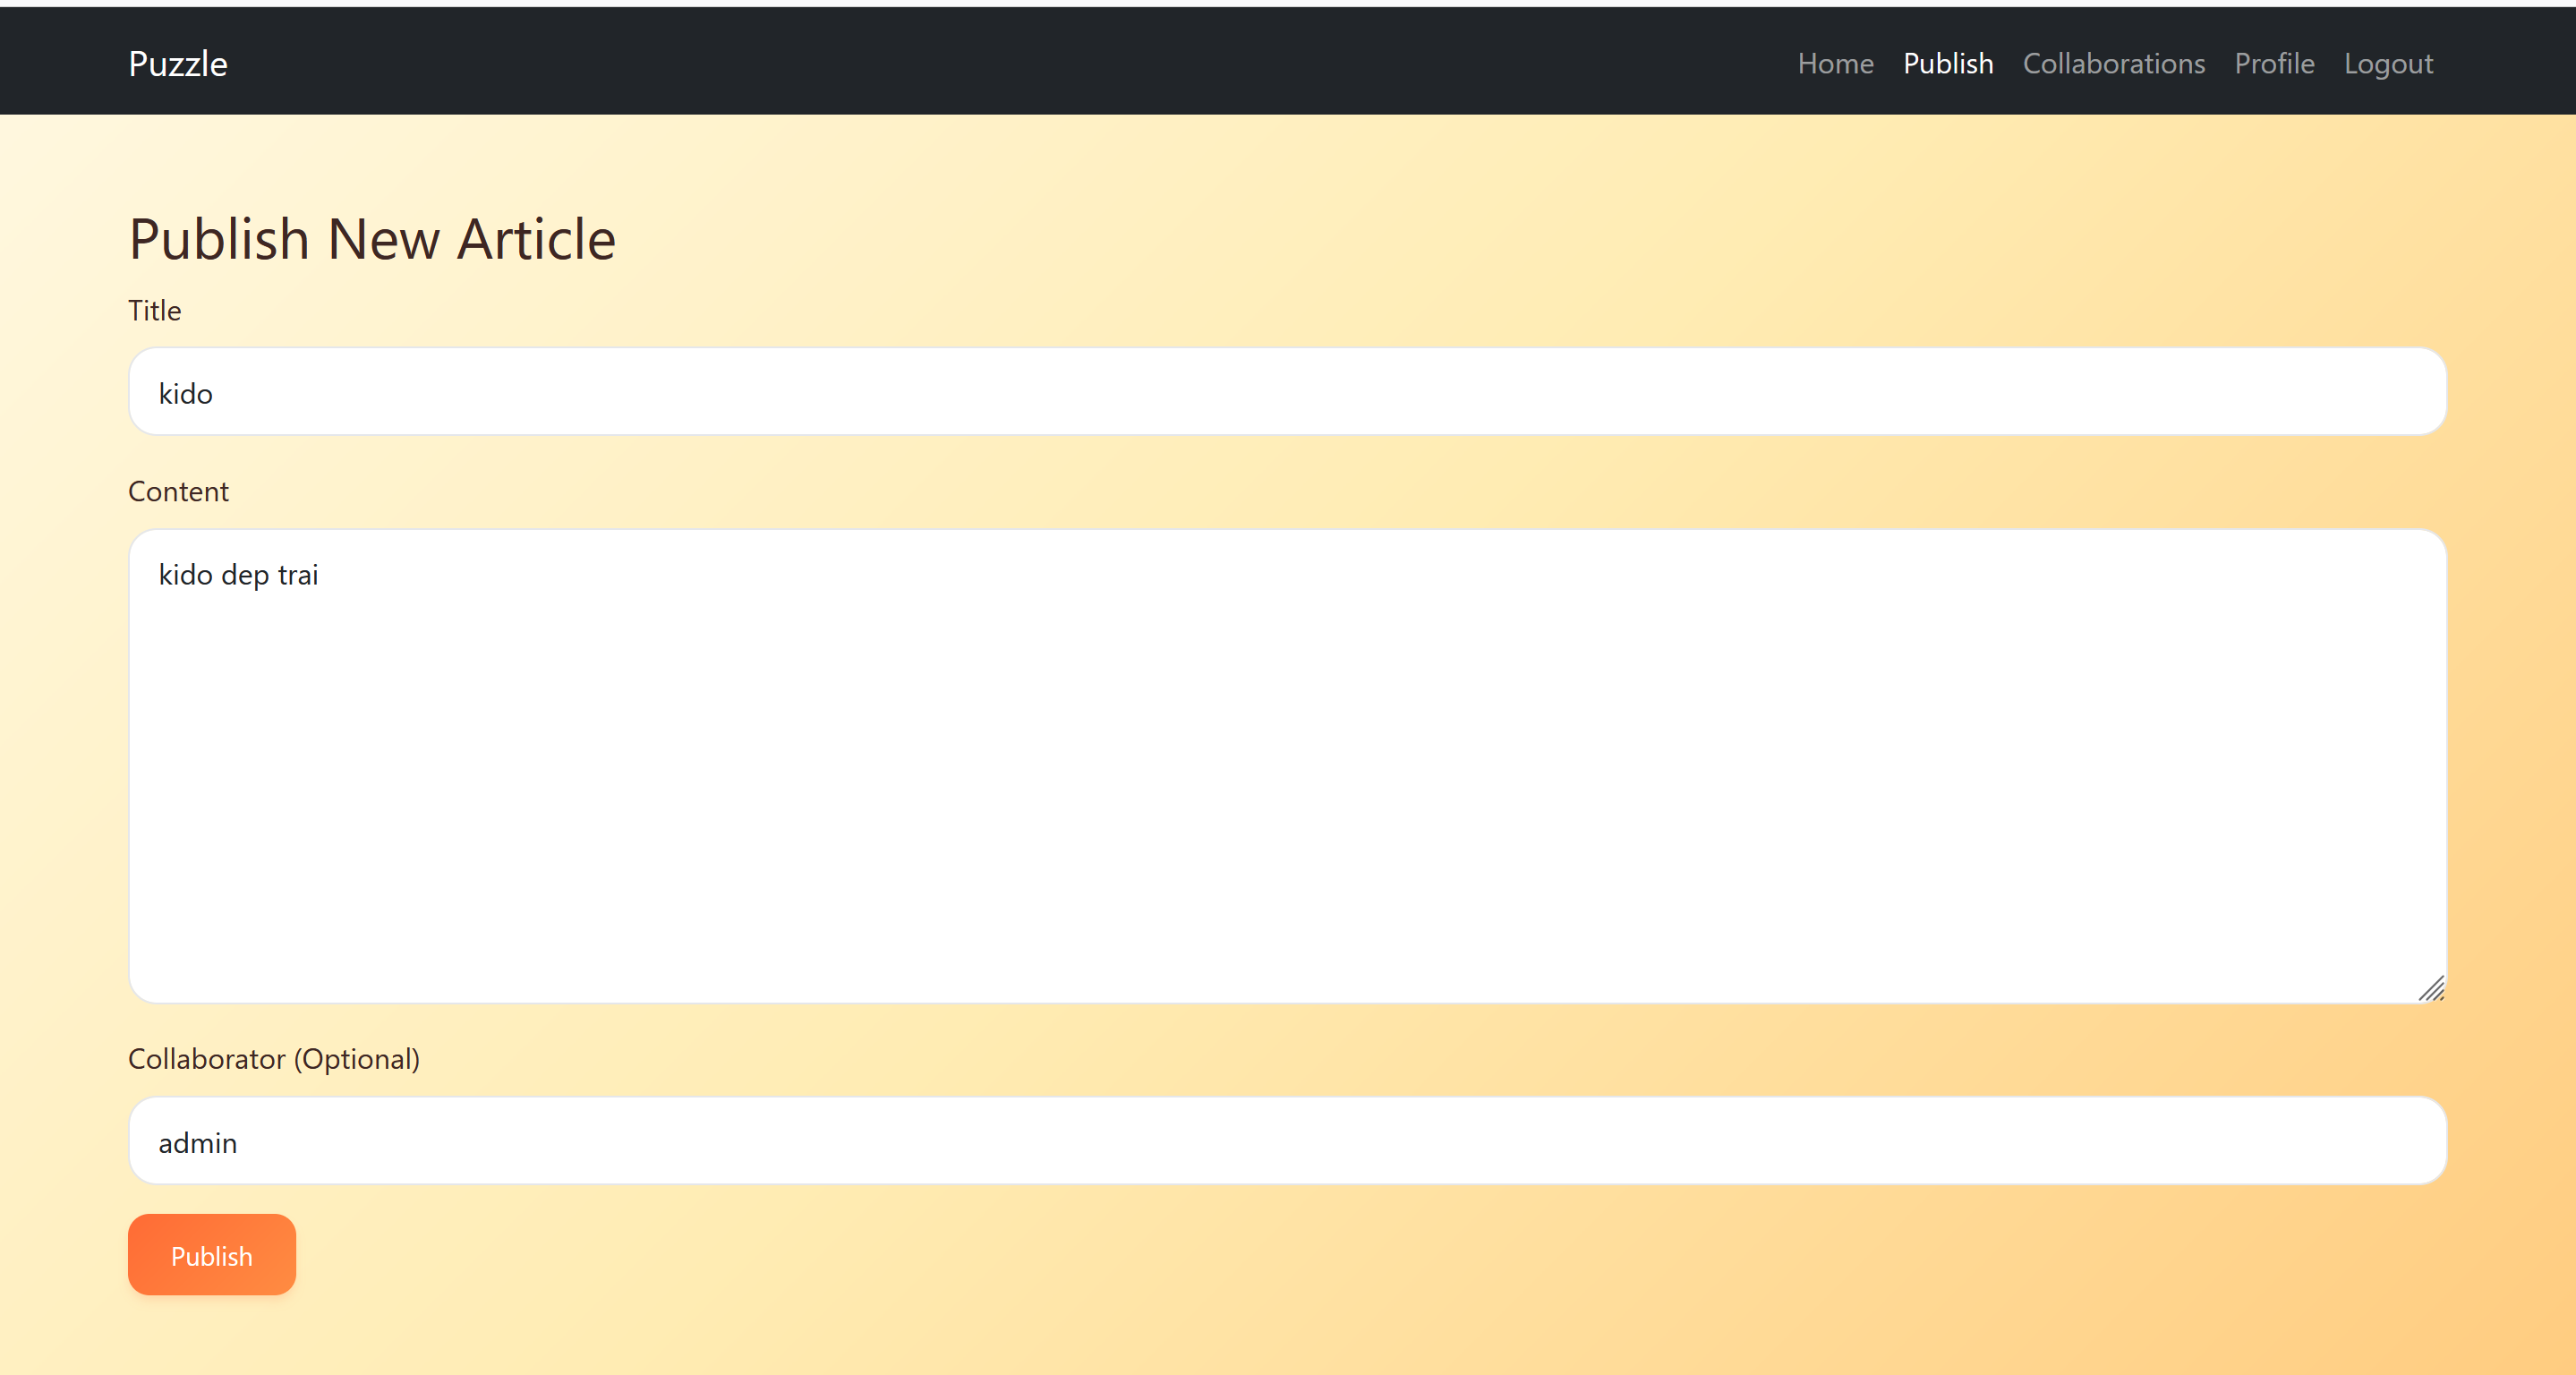 Puzzle
Home Publish Collaborations Profile Logout
Publish New Article
Title
kido
Content
kido dep trai
Collaborator (Optional)
admin
Publish